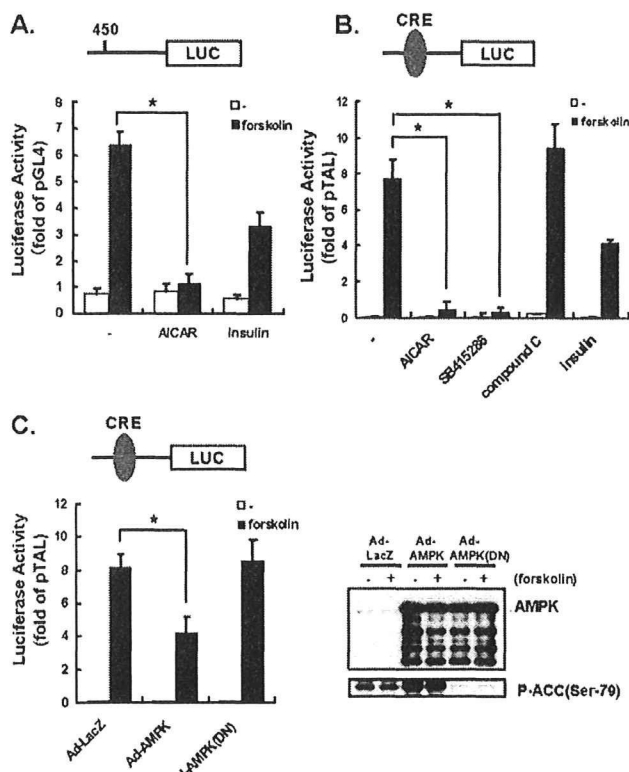 A.
450
LUC
Luciferase Activity
(fold of pGL4)
8
7
6
5
4
3
2
1
0
*
-
forskolin
-
AICAR
Insulin
B.
CRE
LUC
Luciferase Activity
(fold of pTAL)
12
10
8
6
4
2
0
*
*
-
forskolin
-
AICAR
SB415286
compound C
Insulin
C.
CRE
LUC
Luciferase Activity
(fold of pTAL)
12
10
8
6
4
2
0
*
-
forskolin
Ad-LacZ
Ad-AMPK
I-AMPK(DN)
Ad-LacZ
Ad-AMPK
Ad-AMPK(DN)
- + - + - + (forskolin)
AMPK
P-ACC(Ser-79)